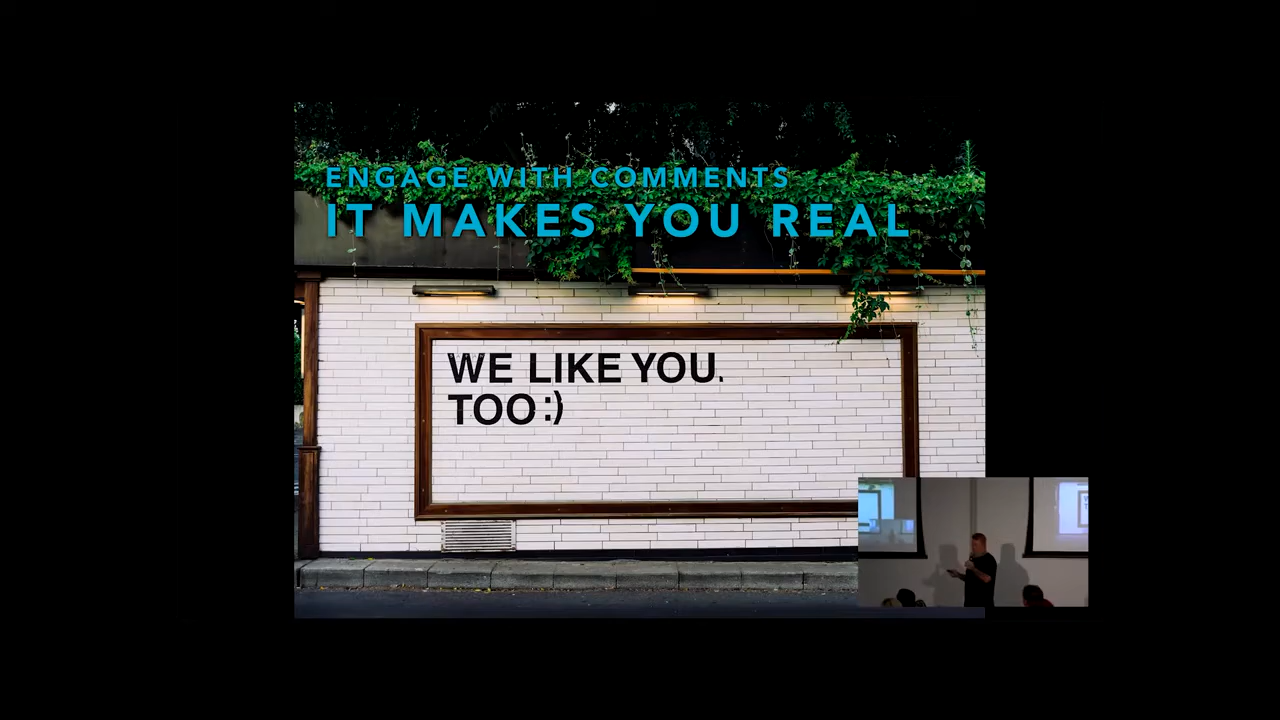 ENGAGE WITH COMMENTS
IT MAKES YOU REAL
WE LIKE YOU.
TOO :)